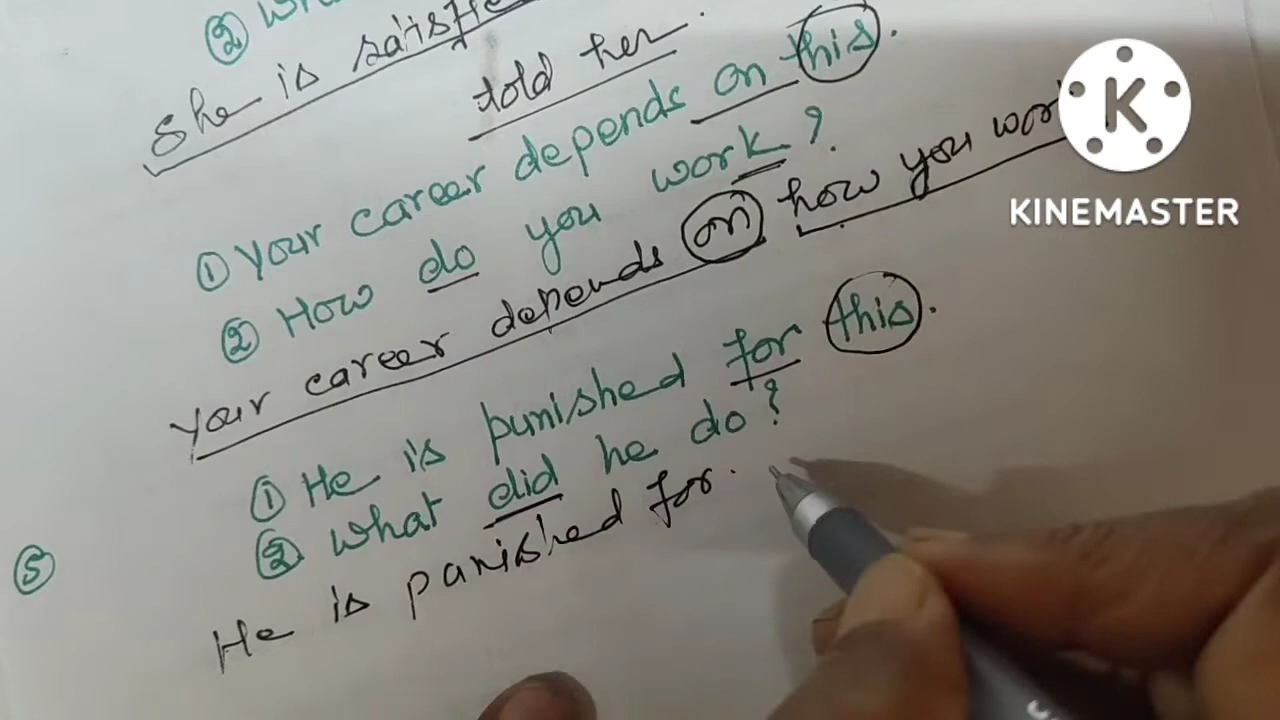 ②
She is
told her.
① Your career depends on this.
② How do you work?
Your career depends on how you
① He is punished for this.
② What did he do?
⑤
He is punished for.
K
KINEMASTER